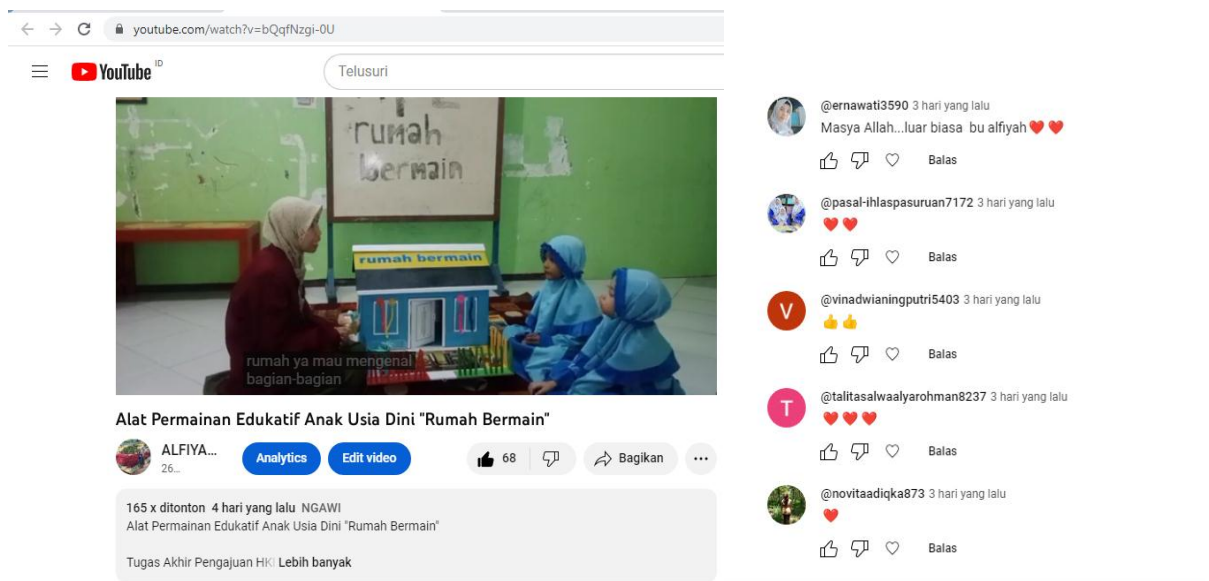 youtube.com/watch?v=bQqfNzgi-0U
YouTube ID
Telusuri
rumah
bermain
rumah bermain
rumah ya mau mengenal
bagian-bagian
Alat Permainan Edukatif Anak Usia Dini "Rumah Bermain"
ALFIYA...
26...
Analytics
Edit video
68
Bagikan
165 x ditonton 4 hari yang lalu NGAWI
Alat Permainan Edukatif Anak Usia Dini "Rumah Bermain"
Tugas Akhir Pengajuan HKI Lebih banyak
@ernawati3590 3 hari yang lalu
Masya Allah...luar biasa bu alfiyah❤️ ❤️
Balas
@pasal-ihlaspasuruan7172 3 hari yang lalu
❤️ ❤️
Balas
V
@vinadwianingputri5403 3 hari yang lalu
👍 👍
Balas
T
@talitasalwaalyarohman8237 3 hari yang lalu
❤️ ❤️ ❤️
Balas
@novitaadiqka873 3 hari yang lalu
❤️
Balas